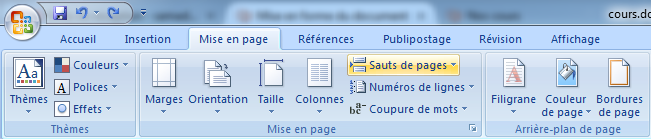 cours.do
Accueil Insertion Mise en page Références Publipostage Révision Affichage
Aa Thèmes Couleurs Polices Effets
Marges Orientation Taille Colonnes
Sauts de pages
Numéros de lignes
Coupure de mots
Filigrane Couleur de page Bordures de page
Thèmes Mise en page Arrière-plan de page